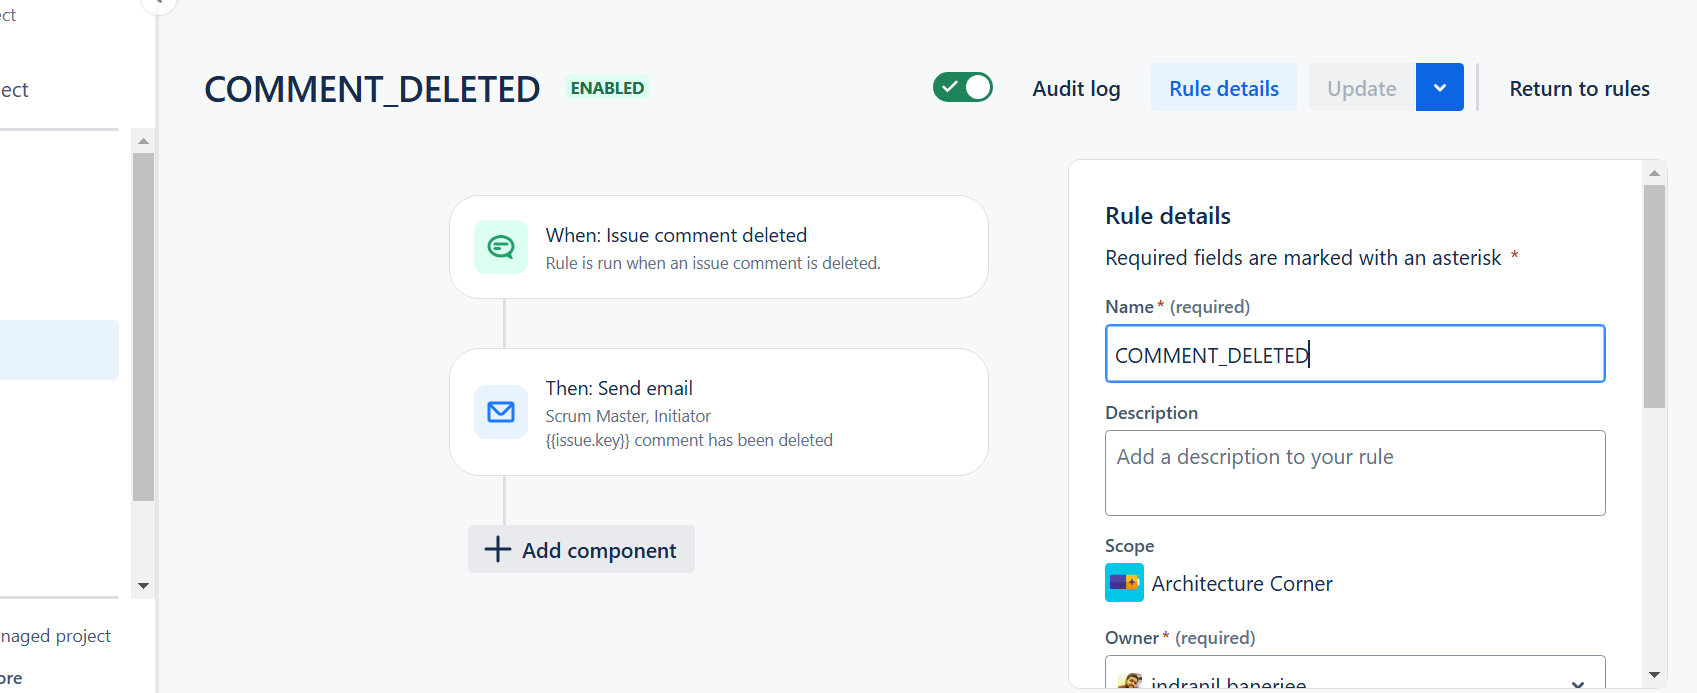 ect
ect
naged project
ore
COMMENT_DELETED ENABLED
Audit log Rule details Update Return to rules
When: Issue comment deleted
Rule is run when an issue comment is deleted.
Then: Send email
Scrum Master, Initiator
{{issue.key}} comment has been deleted
Add component
Rule details
Required fields are marked with an asterisk *
Name * (required)
COMMENT_DELETED
Description
Add a description to your rule
Scope
Architecture Corner
Owner * (required)
indranil banerjee